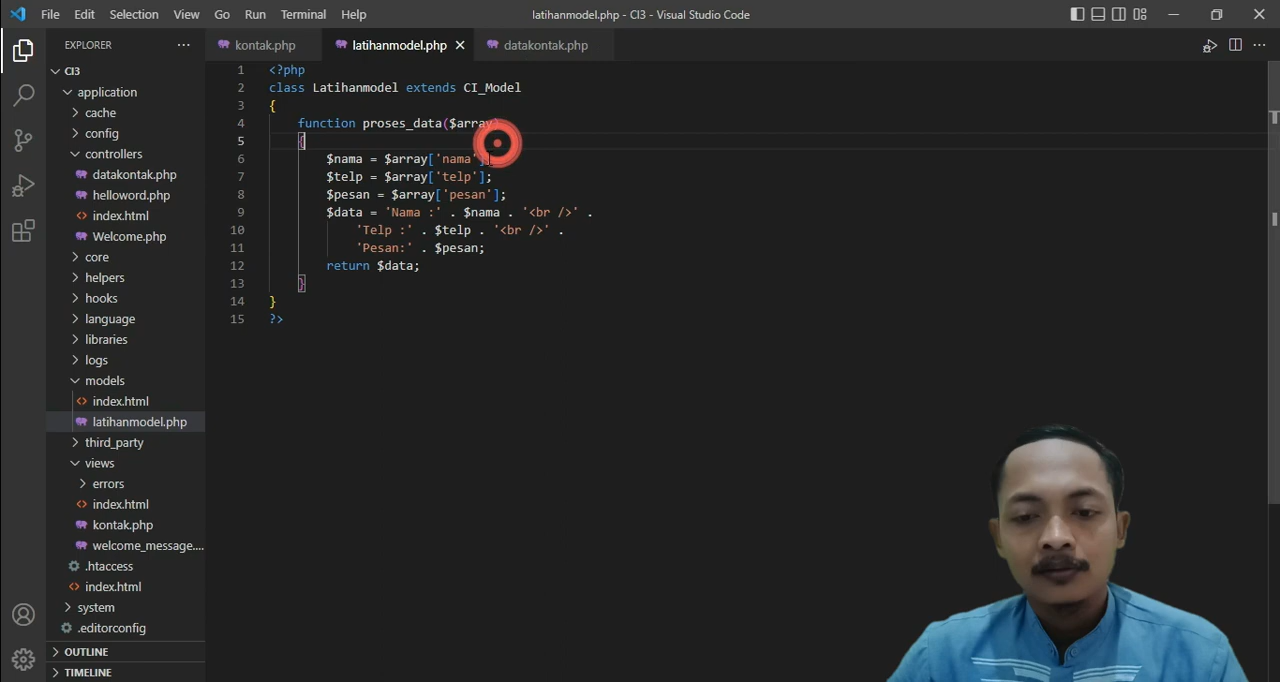 File Edit Selection View Go Run Terminal Help
latihanmodel.php - CI3 - Visual Studio Code
EXPLORER
CI3
application
cache
config
controllers
datakontak.php
helloword.php
index.html
Welcome.php
core
helpers
hooks
language
libraries
logs
models
index.html
latihanmodel.php
third_party
views
errors
index.html
kontak.php
welcome_message....
.htaccess
index.html
system
.editorconfig
OUTLINE
TIMELINE
kontak.php latihanmodel.php datakontak.php
1 <?php
2 class Latihanmodel extends CI_Model
3 {
4 function proses_data($array)
5 {
6 $nama = $array['nama'];
7 $telp = $array['telp'];
8 $pesan = $array['pesan'];
9 $data = 'Nama :' . $nama . '<br />' .
10 'Telp :' . $telp . '<br />' .
11 'Pesan:' . $pesan;
12 return $data;
13 }
14 }
15 ?>